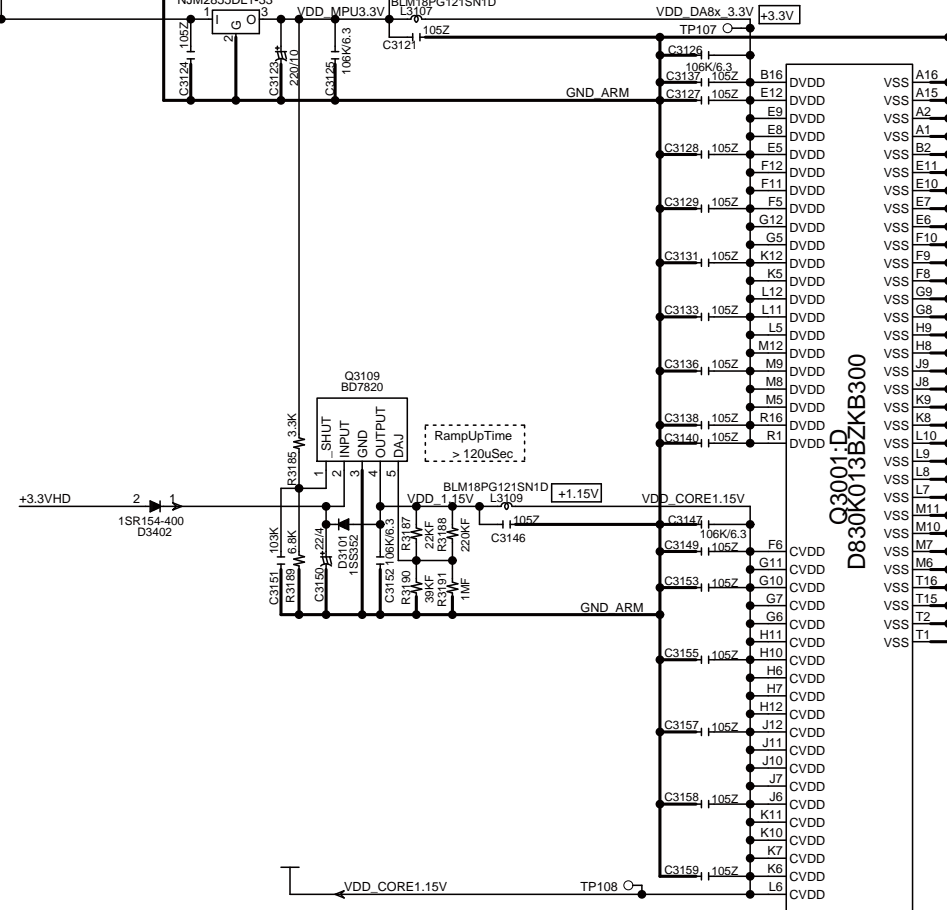 NJM2855DL1-33
BLM18PG121SN1D
1 I O 3
G
2
VDD_MPU3.3V
L3107
VDD_DA8x_3.3V
+3.3V
TP107
C3121
105Z
C3124
105Z
C3123
220/10
C3125
106K/6.3
GND_ARM
C3126
106K/6.3
C3137 105Z
C3127 105Z
C3128 105Z
C3129 105Z
C3131 105Z
C3133 105Z
C3136 105Z
C3138 105Z
C3140 105Z
B16 DVDD
E12 DVDD
E9 DVDD
E8 DVDD
E5 DVDD
F12 DVDD
F11 DVDD
F5 DVDD
G12 DVDD
G5 DVDD
K12 DVDD
K5 DVDD
L12 DVDD
L11 DVDD
L5 DVDD
M12 DVDD
M9 DVDD
M8 DVDD
M5 DVDD
R16 DVDD
R1 DVDD
VSS A16
VSS A15
VSS A2
VSS A1
VSS B2
VSS E11
VSS E10
VSS E7
VSS E6
VSS F10
VSS F9
VSS F8
VSS G9
VSS G8
VSS H9
VSS H8
VSS J9
VSS J8
VSS K9
VSS K8
VSS L10
VSS L9
VSS L8
VSS L7
VSS M11
VSS M10
VSS M7
VSS M6
VSS T16
VSS T15
VSS T2
VSS T1
Q3001:D
D830K013BZKB300
Q3109
BD7820
_SHUT
INPUT
GND
OUTPUT
DAJ
1
2
3
4
5
RampUpTime
> 120uSec
R3185
3.3K
+3.3VHD
2 1
1SR154-400
D3402
C3151
103K
R3189
6.8K
C3150
22/4
D3101
1SS352
C3152
106K/6.3
VDD_1.15V
BLM18PG121SN1D
L3109
+1.15V
R3187
22KF
R3188
220KF
R3190
39KF
R3191
1MF
105Z
C3146
VDD_CORE1.15V
GND_ARM
C3147
106K/6.3
C3149 105Z
C3153 105Z
C3155 105Z
C3157 105Z
C3158 105Z
C3159 105Z
F6 CVDD
G11 CVDD
G10 CVDD
G7 CVDD
G6 CVDD
H11 CVDD
H10 CVDD
H6 CVDD
H7 CVDD
H12 CVDD
J12 CVDD
J11 CVDD
J10 CVDD
J7 CVDD
J6 CVDD
K11 CVDD
K10 CVDD
K7 CVDD
K6 CVDD
L6 CVDD
VDD_CORE1.15V
TP108